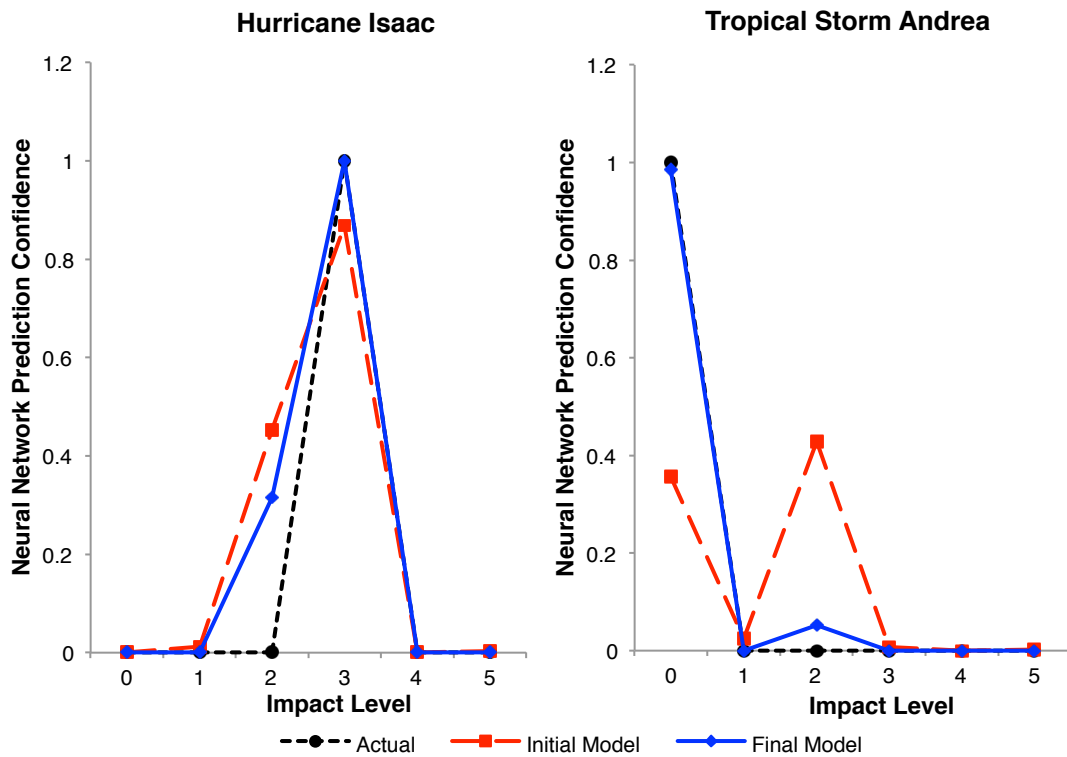 Hurricane Isaac
Neural Network Prediction Confidence
1.2
1
0.8
0.6
0.4
0.2
0
0 1 2 3 4 5
Impact Level
Tropical Storm Andrea
Neural Network Prediction Confidence
1.2
1
0.8
0.6
0.4
0.2
0
0 1 2 3 4 5
Impact Level
Actual Initial Model Final Model